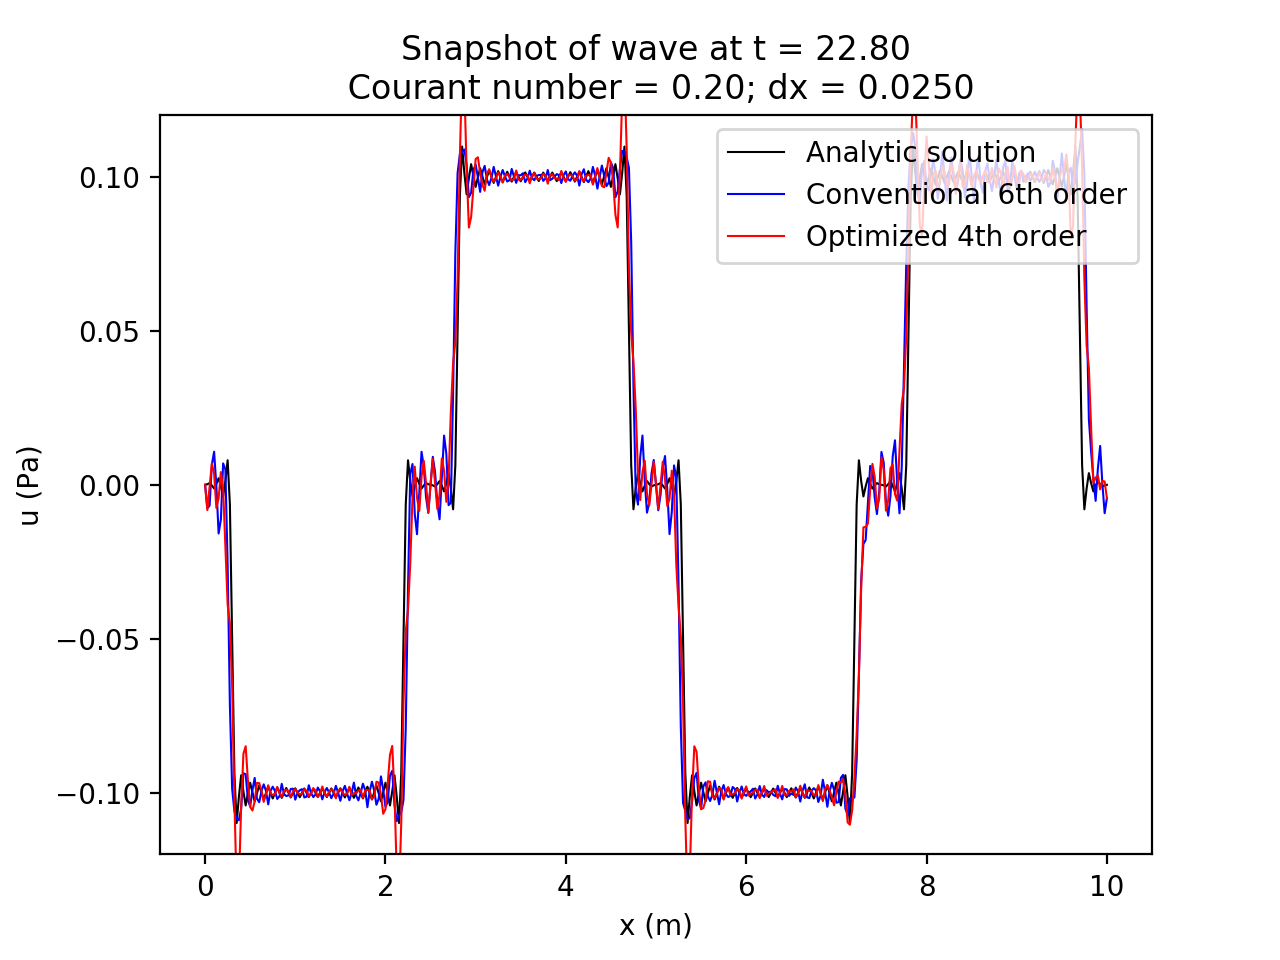 Snapshot of wave at t = 22.80
Courant number = 0.20; dx = 0.0250
Analytic solution
Conventional 6th order
Optimized 4th order
0.10
0.05
0.00
−0.05
−0.10
u (Pa)
0 2 4 6 8 10
x (m)